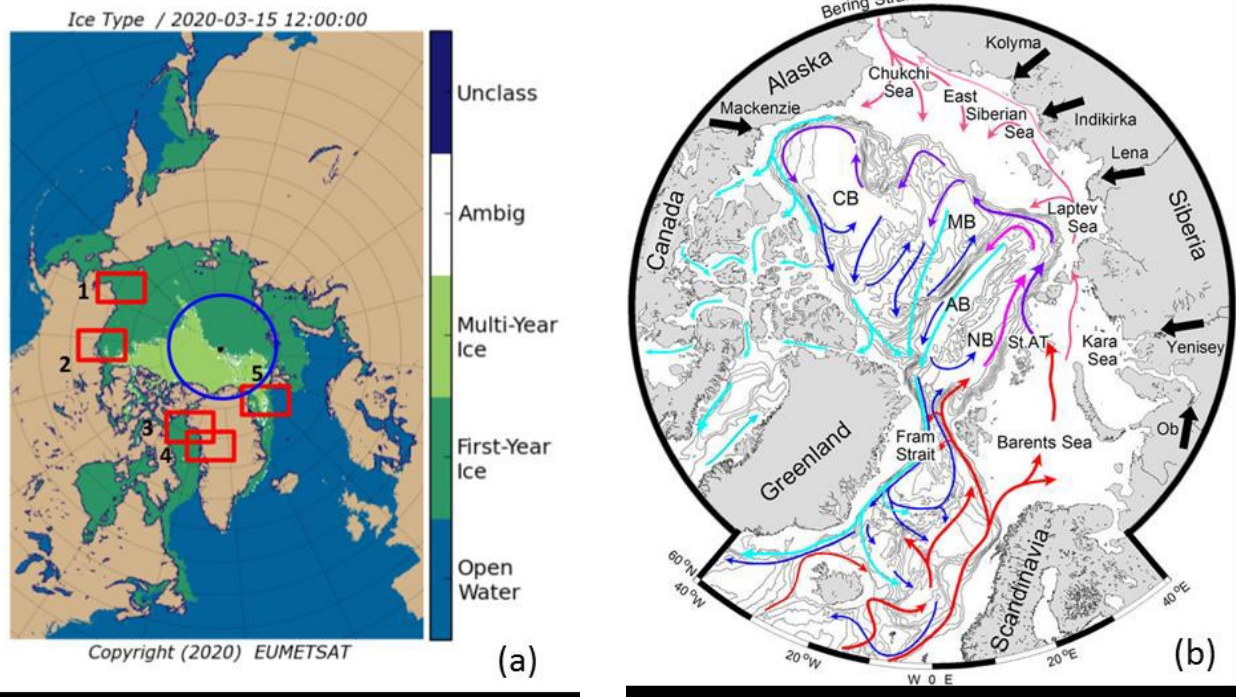 Ice Type / 2020-03-15 12:00:00
Unclass
Ambig
Multi-Year
Ice
First-Year
Ice
Open
Water
1
2
3
4
5
Copyright (2020) EUMETSAT
(a)
Alaska
Chukchi
Sea
Kolyma
East
Siberian
Sea
Mackenzie
Indikirka
Lena
Canada
CB
MB
Laptev
Sea
Siberia
AB
NB
St.AT
Kara
Sea
Yenisey
Ob
Fram
Strait
Barents Sea
Greenland
Scandinavia
60°N
40°W
20°W
W 0 E
20°E
40°E
(b)